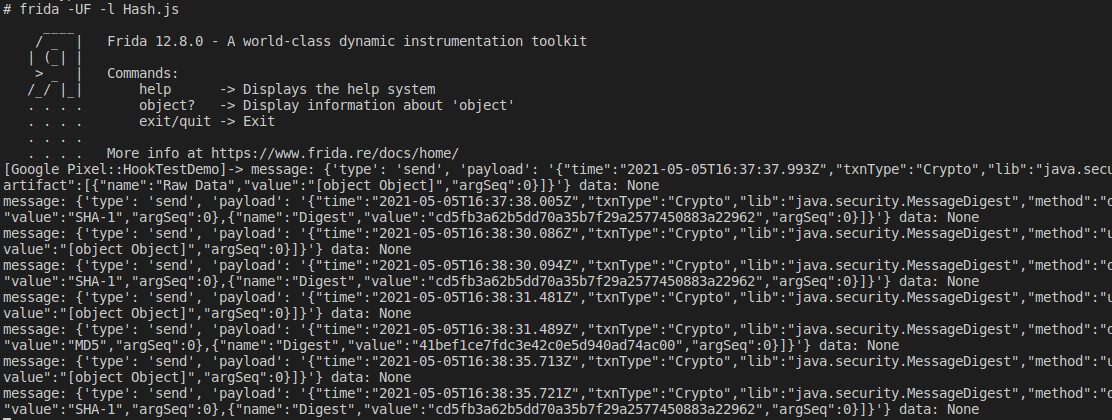 # frida -UF -l Hash.js
     ____
    / _  |   Frida 12.8.0 - A world-class dynamic instrumentation toolkit
   | (_| |
    > _  |   Commands:
   /_/ |_|       help      -> Displays the help system
   . . . .       object?   -> Display information about 'object'
   . . . .       exit/quit -> Exit
   . . . .
   . . . .   More info at https://www.frida.re/docs/home/
[Google Pixel::HookTestDemo]-> message: {'type': 'send', 'payload': '{"time":"2021-05-05T16:37:37.993Z","txnType":"Crypto","lib":"java.secu
artifact":[{"name":"Raw Data","value":"[object Object]","argSeq":0}]}'} data: None
message: {'type': 'send', 'payload': '{"time":"2021-05-05T16:37:38.005Z","txnType":"Crypto","lib":"java.security.MessageDigest","method":"d
"value":"SHA-1","argSeq":0},{"name":"Digest","value":"cd5fb3a62b5dd70a35b7f29a2577450883a22962","argSeq":0}]}'} data: None
message: {'type': 'send', 'payload': '{"time":"2021-05-05T16:38:30.086Z","txnType":"Crypto","lib":"java.security.MessageDigest","method":"u
value":"[object Object]","argSeq":0}]}'} data: None
message: {'type': 'send', 'payload': '{"time":"2021-05-05T16:38:30.094Z","txnType":"Crypto","lib":"java.security.MessageDigest","method":"d
"value":"SHA-1","argSeq":0},{"name":"Digest","value":"cd5fb3a62b5dd70a35b7f29a2577450883a22962","argSeq":0}]}'} data: None
message: {'type': 'send', 'payload': '{"time":"2021-05-05T16:38:31.481Z","txnType":"Crypto","lib":"java.security.MessageDigest","method":"u
value":"[object Object]","argSeq":0}]}'} data: None
message: {'type': 'send', 'payload': '{"time":"2021-05-05T16:38:31.489Z","txnType":"Crypto","lib":"java.security.MessageDigest","method":"d
"value":"MD5","argSeq":0},{"name":"Digest","value":"41bef1ce7fdc3e42c0e5d940ad74ac00","argSeq":0}]}'} data: None
message: {'type': 'send', 'payload': '{"time":"2021-05-05T16:38:35.713Z","txnType":"Crypto","lib":"java.security.MessageDigest","method":"u
value":"[object Object]","argSeq":0}]}'} data: None
message: {'type': 'send', 'payload': '{"time":"2021-05-05T16:38:35.721Z","txnType":"Crypto","lib":"java.security.MessageDigest","method":"d
"value":"SHA-1","argSeq":0},{"name":"Digest","value":"cd5fb3a62b5dd70a35b7f29a2577450883a22962","argSeq":0}]}'} data: None